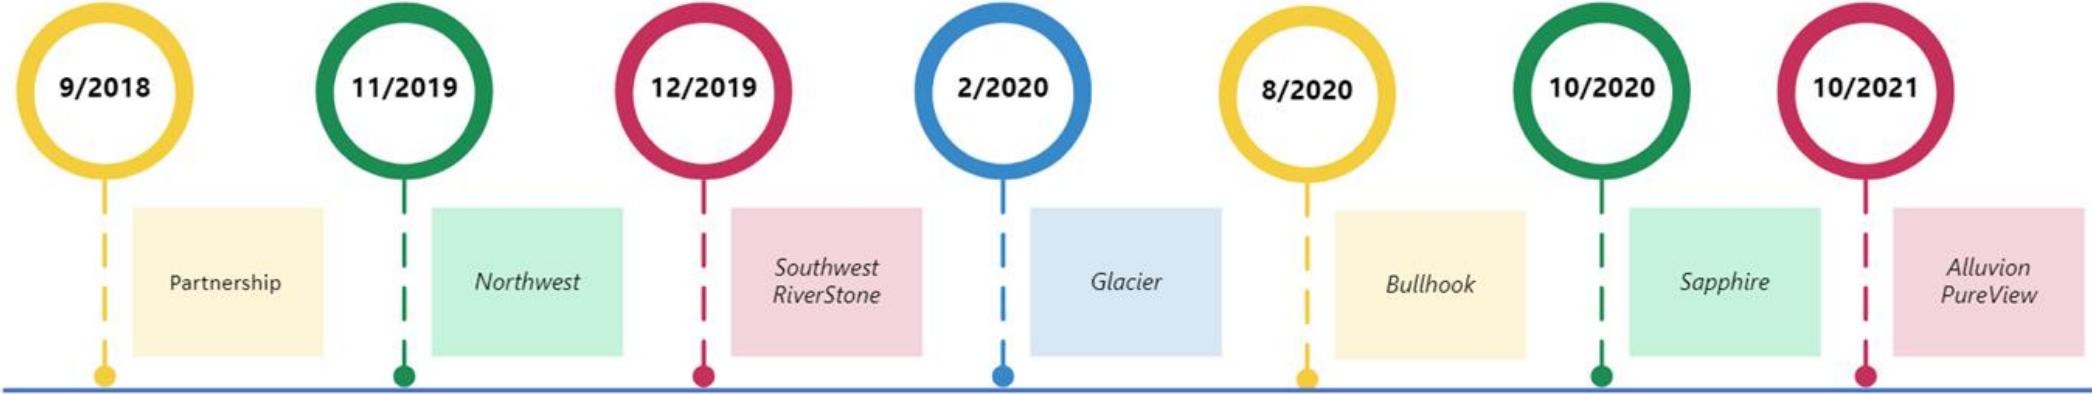 9/2018
11/2019
12/2019
2/2020
8/2020
10/2020
10/2021
Partnership
Northwest
Southwest
RiverStone
Glacier
Bullhook
Sapphire
Alluvion
PureView